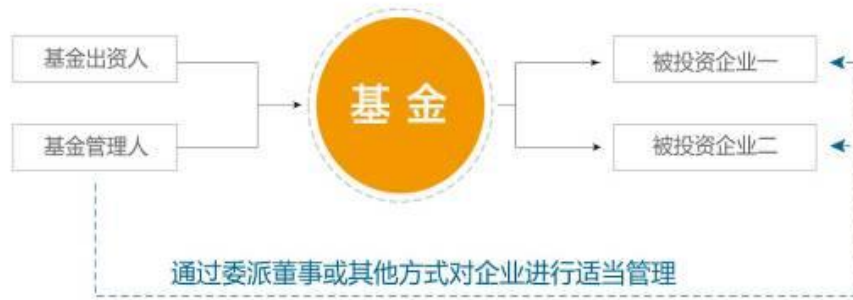 基金出资人
基金管理人
基金
被投资企业一
被投资企业二
通过委派董事或其他方式对企业进行适当管理